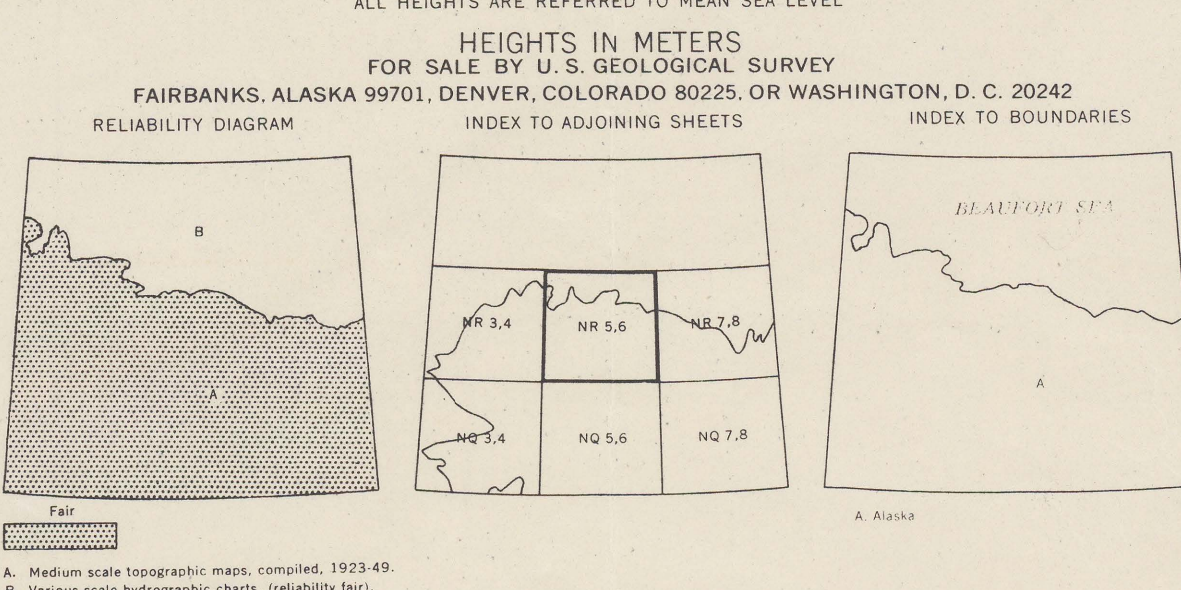 ALL HEIGHTS ARE REFERRED TO MEAN SEA LEVEL
HEIGHTS IN METERS
FOR SALE BY U. S. GEOLOGICAL SURVEY
FAIRBANKS, ALASKA 99701, DENVER, COLORADO 80225, OR WASHINGTON, D. C. 20242
RELIABILITY DIAGRAM
B
A
Fair
A. Medium scale topographic maps, compiled, 1923-49.
B. Various scale hydrographic charts, (reliability fair).
INDEX TO ADJOINING SHEETS
NR 3,4
NR 5,6
NR 7,8
NQ 3,4
NQ 5,6
NQ 7,8
INDEX TO BOUNDARIES
BEAUFORT SEA
A
A. Alaska